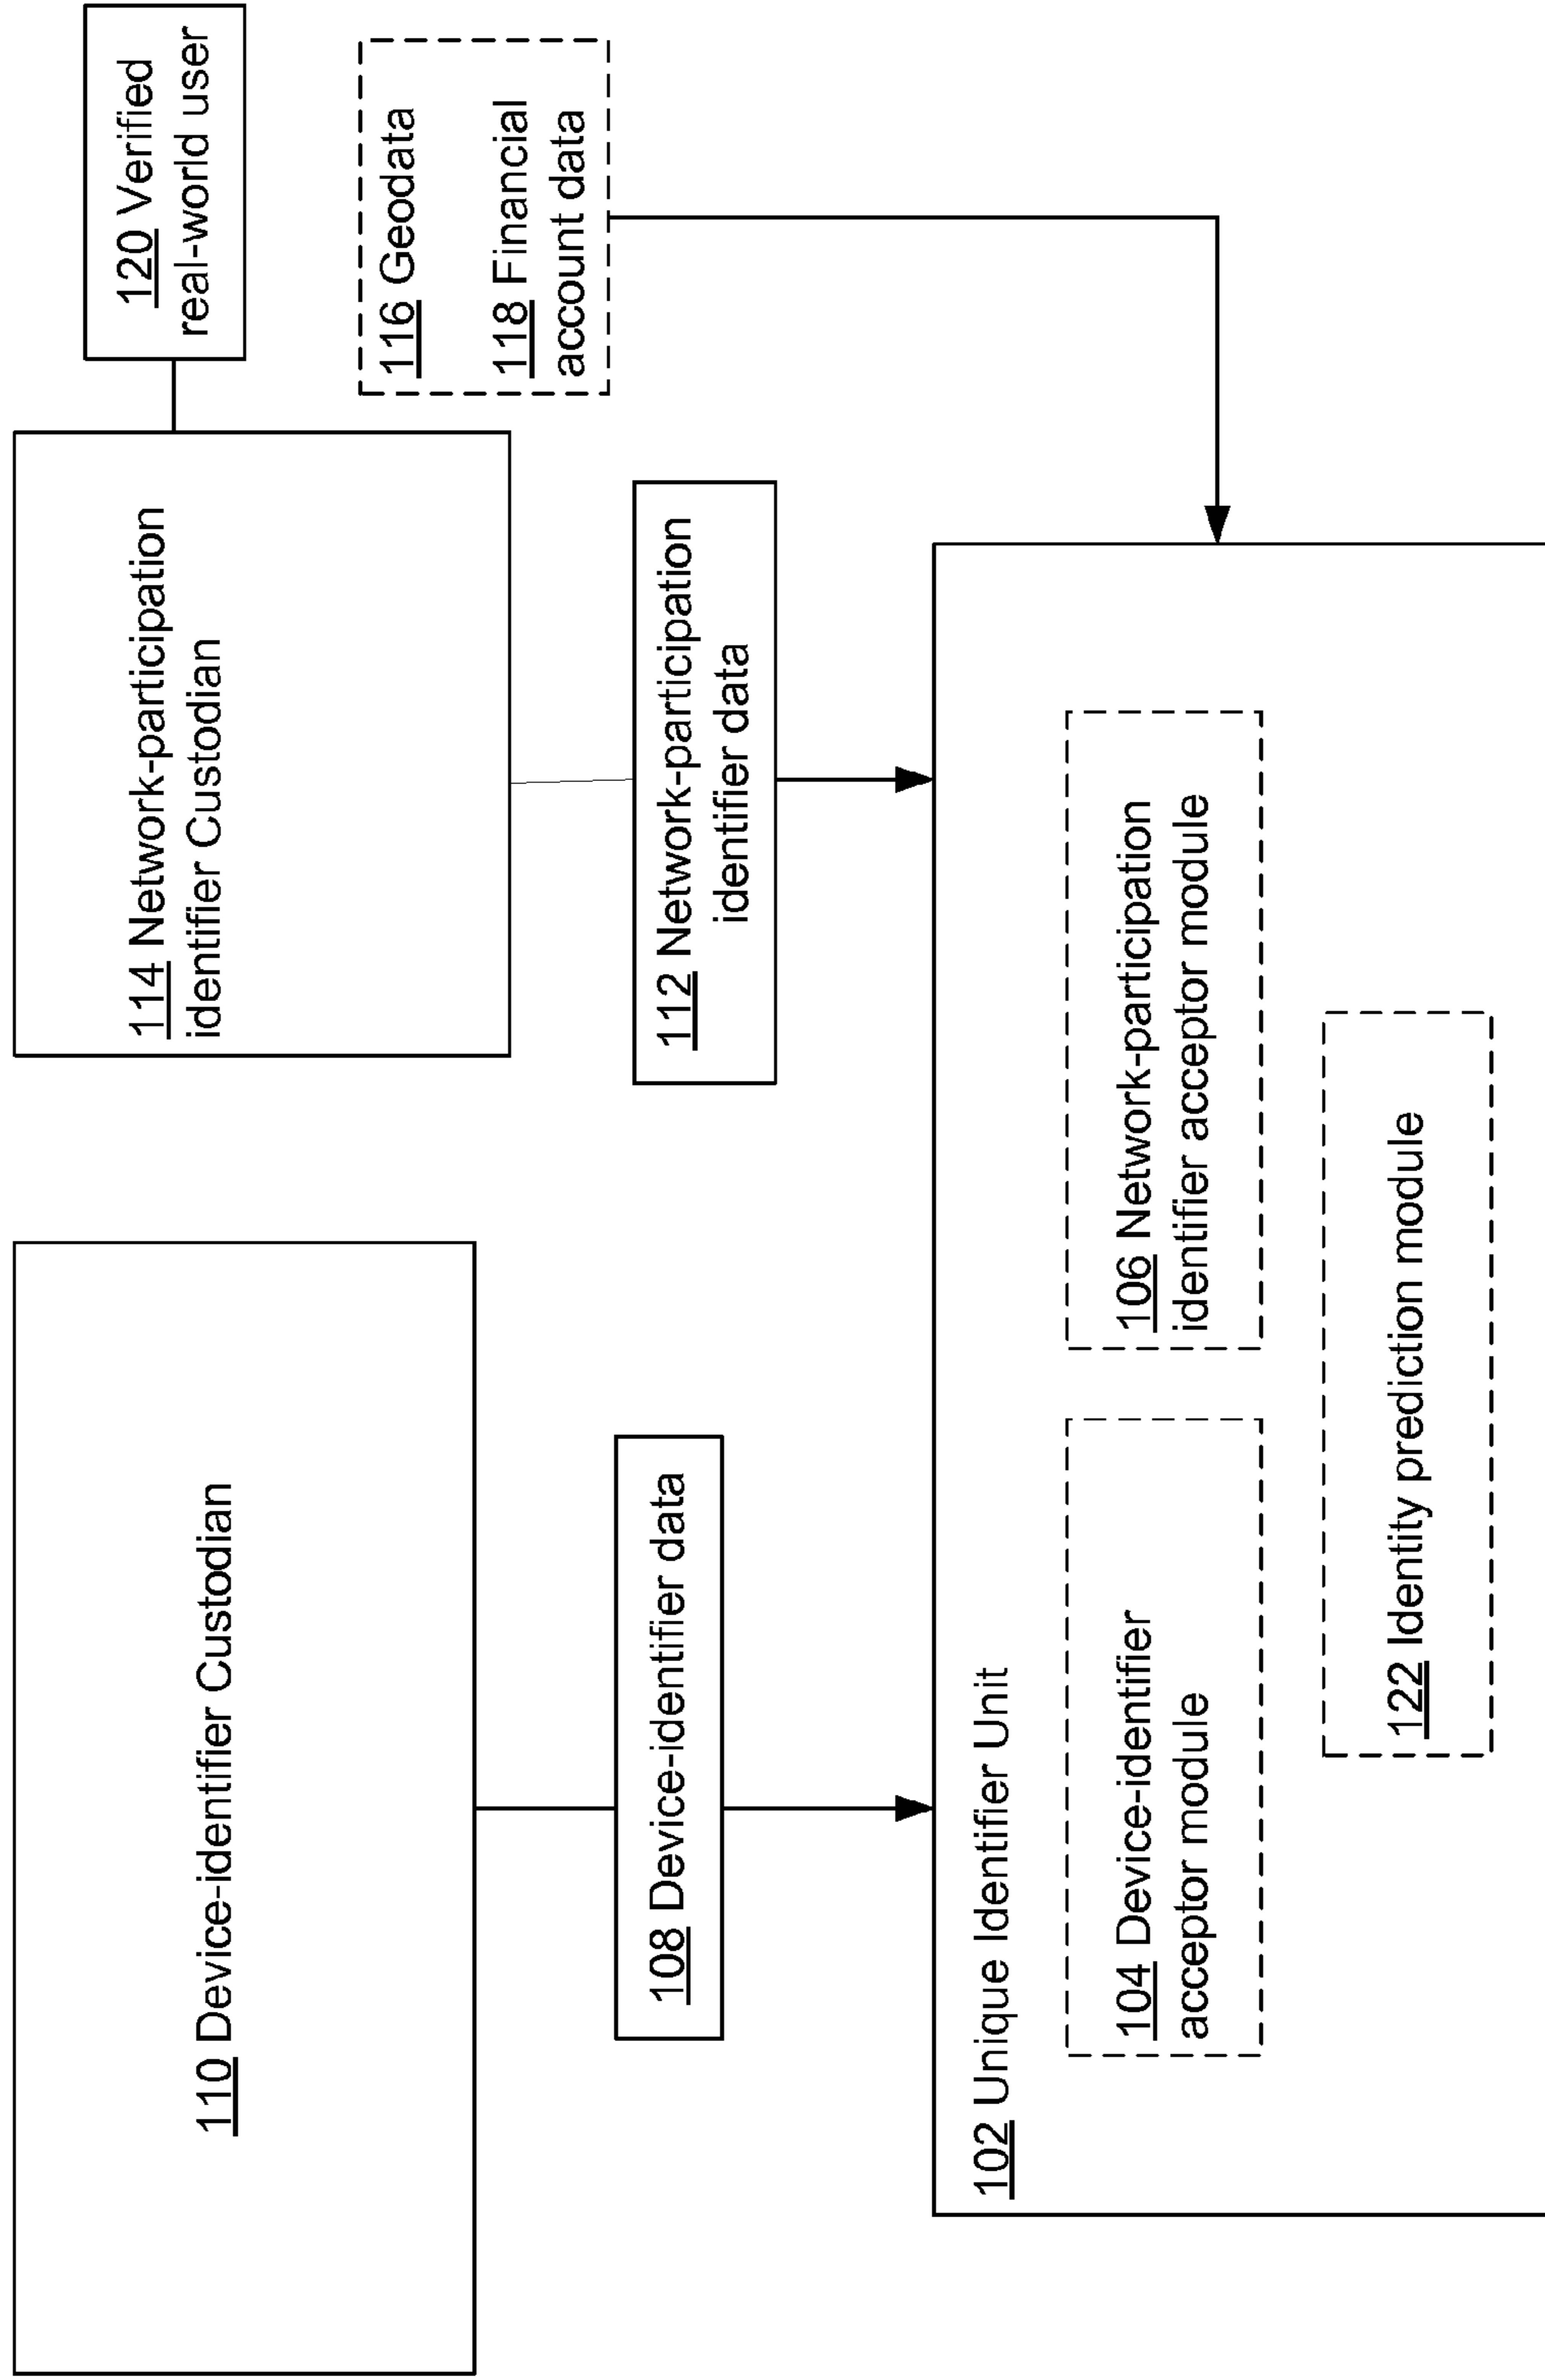 110 Device-identifier Custodian
114 Network-participation
identifier Custodian
120 Verified
real-world user
108 Device-identifier data
112 Network-participation
identifier data
116 Geodata
118 Financial
account data
102 Unique Identifier Unit
104 Device-identifier
acceptor module
106 Network-participation
identifier acceptor module
122 Identity prediction module